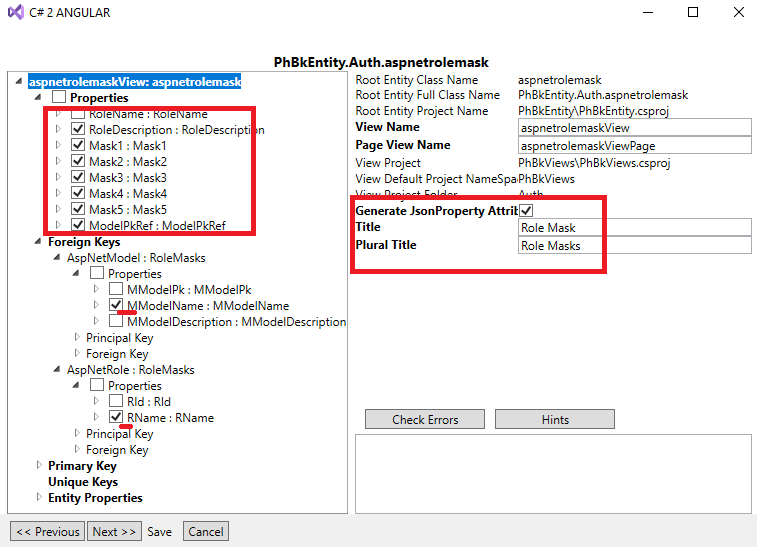 C# 2 ANGULAR
PhBkEntity.Auth.aspnetrolemask
aspnetrolemaskView: aspnetrolemask
Properties
RoleName : RoleName
RoleDescription : RoleDescription
Mask1 : Mask1
Mask2 : Mask2
Mask3 : Mask3
Mask4 : Mask4
Mask5 : Mask5
ModelPkRef : ModelPkRef
Foreign Keys
AspNetModel : RoleMasks
Properties
MModelPk : MModelPk
MModelName : MModelName
MModelDescription : MModelDescription
Principal Key
Foreign Key
AspNetRole : RoleMasks
Properties
RId : RId
RName : RName
Principal Key
Foreign Key
Primary Key
Unique Keys
Entity Properties
Root Entity Class Name aspnetrolemask
Root Entity Full Class Name PhBkEntity.Auth.aspnetrolemask
Root Entity Project Name PhBkEntity\PhBkEntity.csproj
View Name aspnetrolemaskView
Page View Name aspnetrolemaskViewPage
View Project PhBkViews\PhBkViews.csproj
View Default Project NameSpa PhBkViews
View Project Folder Auth
Generate JsonProperty Attrib
Title Role Mask
Plural Title Role Masks
Check Errors Hints
<< Previous Next >> Save Cancel